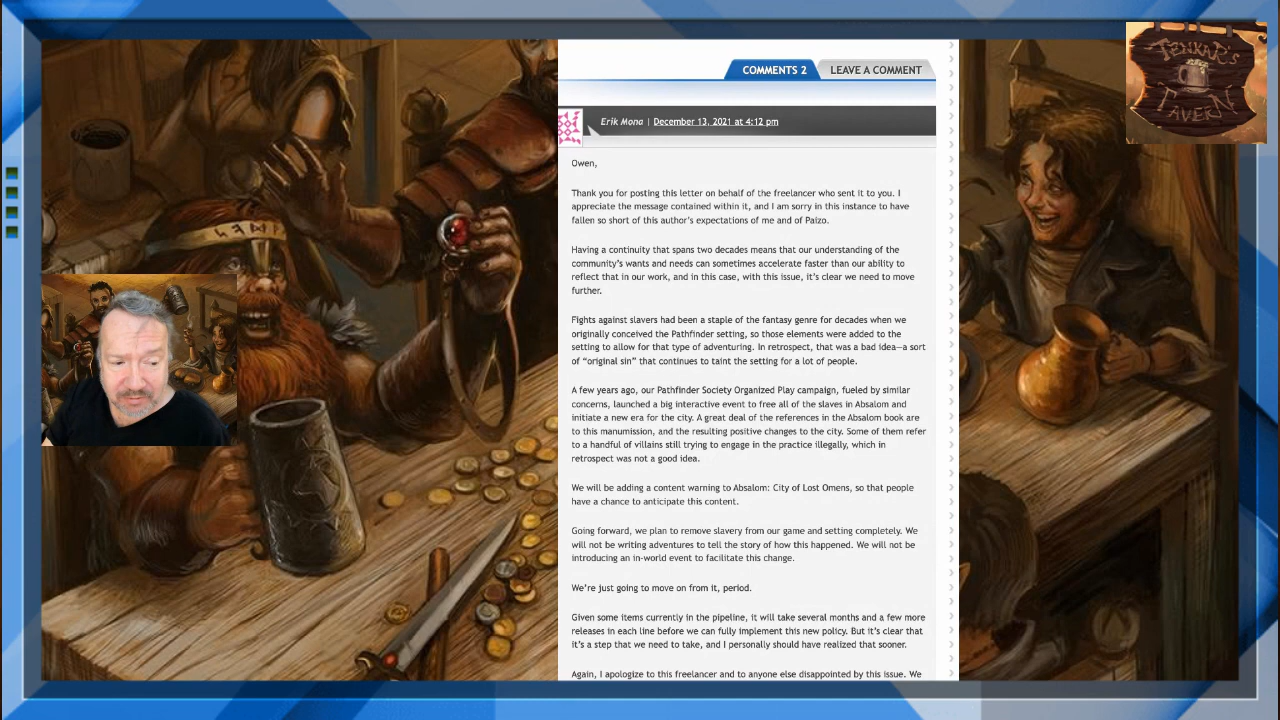 TENKAR'S
TAVERN
COMMENTS 2
LEAVE A COMMENT
Erik Mona | December 13, 2021 at 4:12 pm
Owen,
Thank you for posting this letter on behalf of the freelancer who sent it to you. I
appreciate the message contained within it, and I am sorry in this instance to have
fallen so short of this author's expectations of me and of Paizo.
Having a continuity that spans two decades means that our understanding of the
community's wants and needs can sometimes accelerate faster than our ability to
reflect that in our work, and in this case, with this issue, it's clear we need to move
further.
Fights against slavers had been a staple of the fantasy genre for decades when we
originally conceived the Pathfinder setting, so those elements were added to the
setting to allow for that type of adventuring. In retrospect, that was a bad idea—a sort
of “original sin” that continues to taint the setting for a lot of people.
A few years ago, our Pathfinder Society Organized Play campaign, fueled by similar
concerns, launched a big interactive event to free all of the slaves in Absalom and
initiate a new era for the city. A great deal of the references in the Absalom book are
to this manumission, and the resulting positive changes to the city. Some of them refer
to a handful of villains still trying to engage in the practice illegally, which in
retrospect was not a good idea.
We will be adding a content warning to Absalom: City of Lost Omens, so that people
have a chance to anticipate this content.
Going forward, we plan to remove slavery from our game and setting completely. We
will not be writing adventures to tell the story of how this happened. We will not be
introducing an in-world event to facilitate this change.
We're just going to move on from it, period.
Given some items currently in the pipeline, it will take several months and a few more
releases in each line before we can fully implement this new policy. But it's clear that
it's a step that we need to take, and I personally should have realized that sooner.
Again, I apologize to this freelancer and to anyone else disappointed by this issue. We